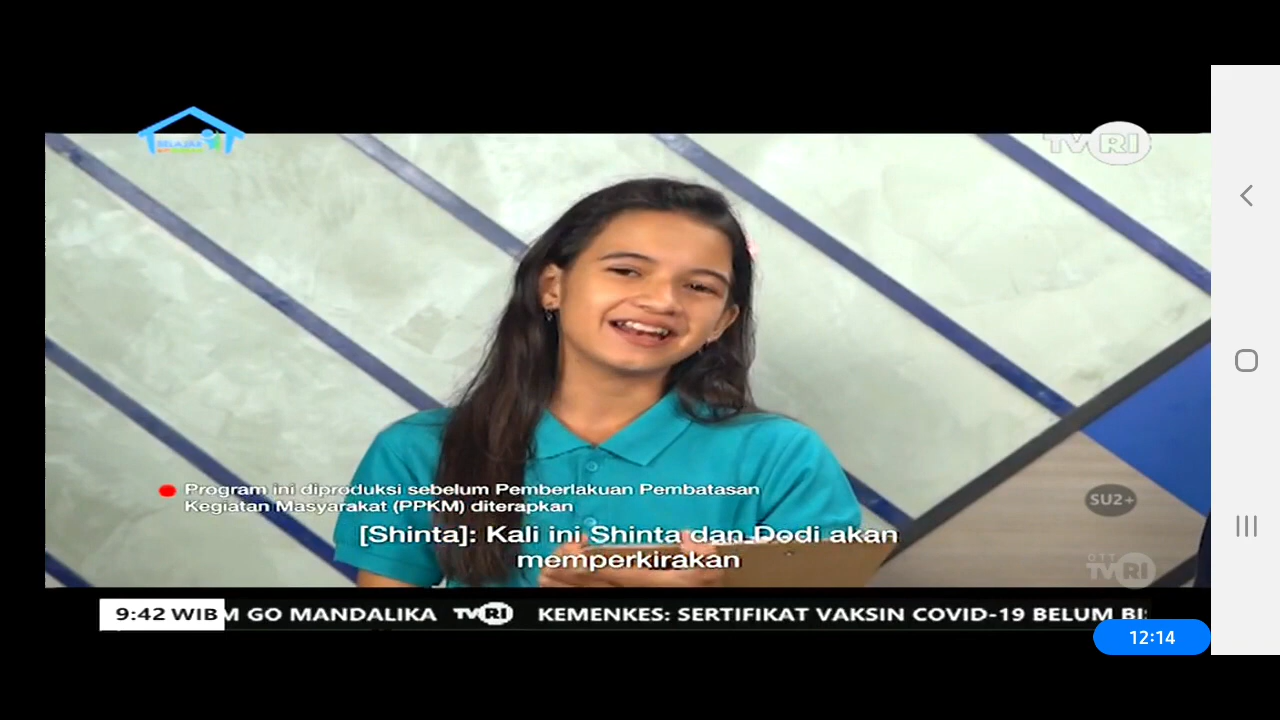 BELAJAR
TVRI
Program ini diproduksi sebelum Pemberlakuan Pembatasan
Kegiatan Masyarakat (PPKM) diterapkan
SU2+
[Shinta]: Kali ini Shinta dan Dodi akan
memperkirakan
OTT
TVRI
9:42 WIB M GO MANDALIKA TVRI KEMENKES: SERTIFIKAT VAKSIN COVID-19 BELUM
12:14